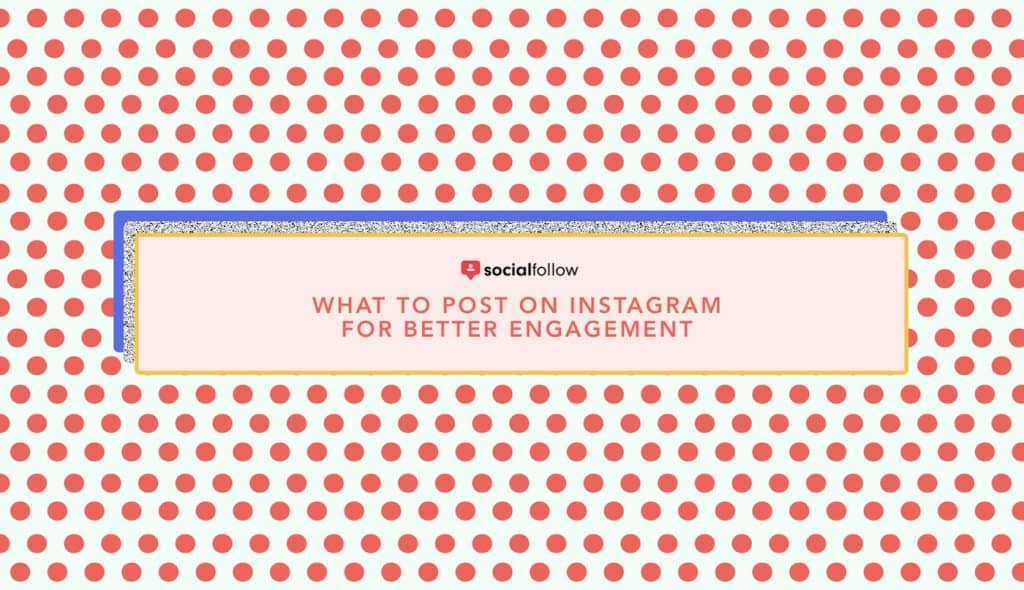 socialfollow
WHAT TO POST ON INSTAGRAM
FOR BETTER ENGAGEMENT